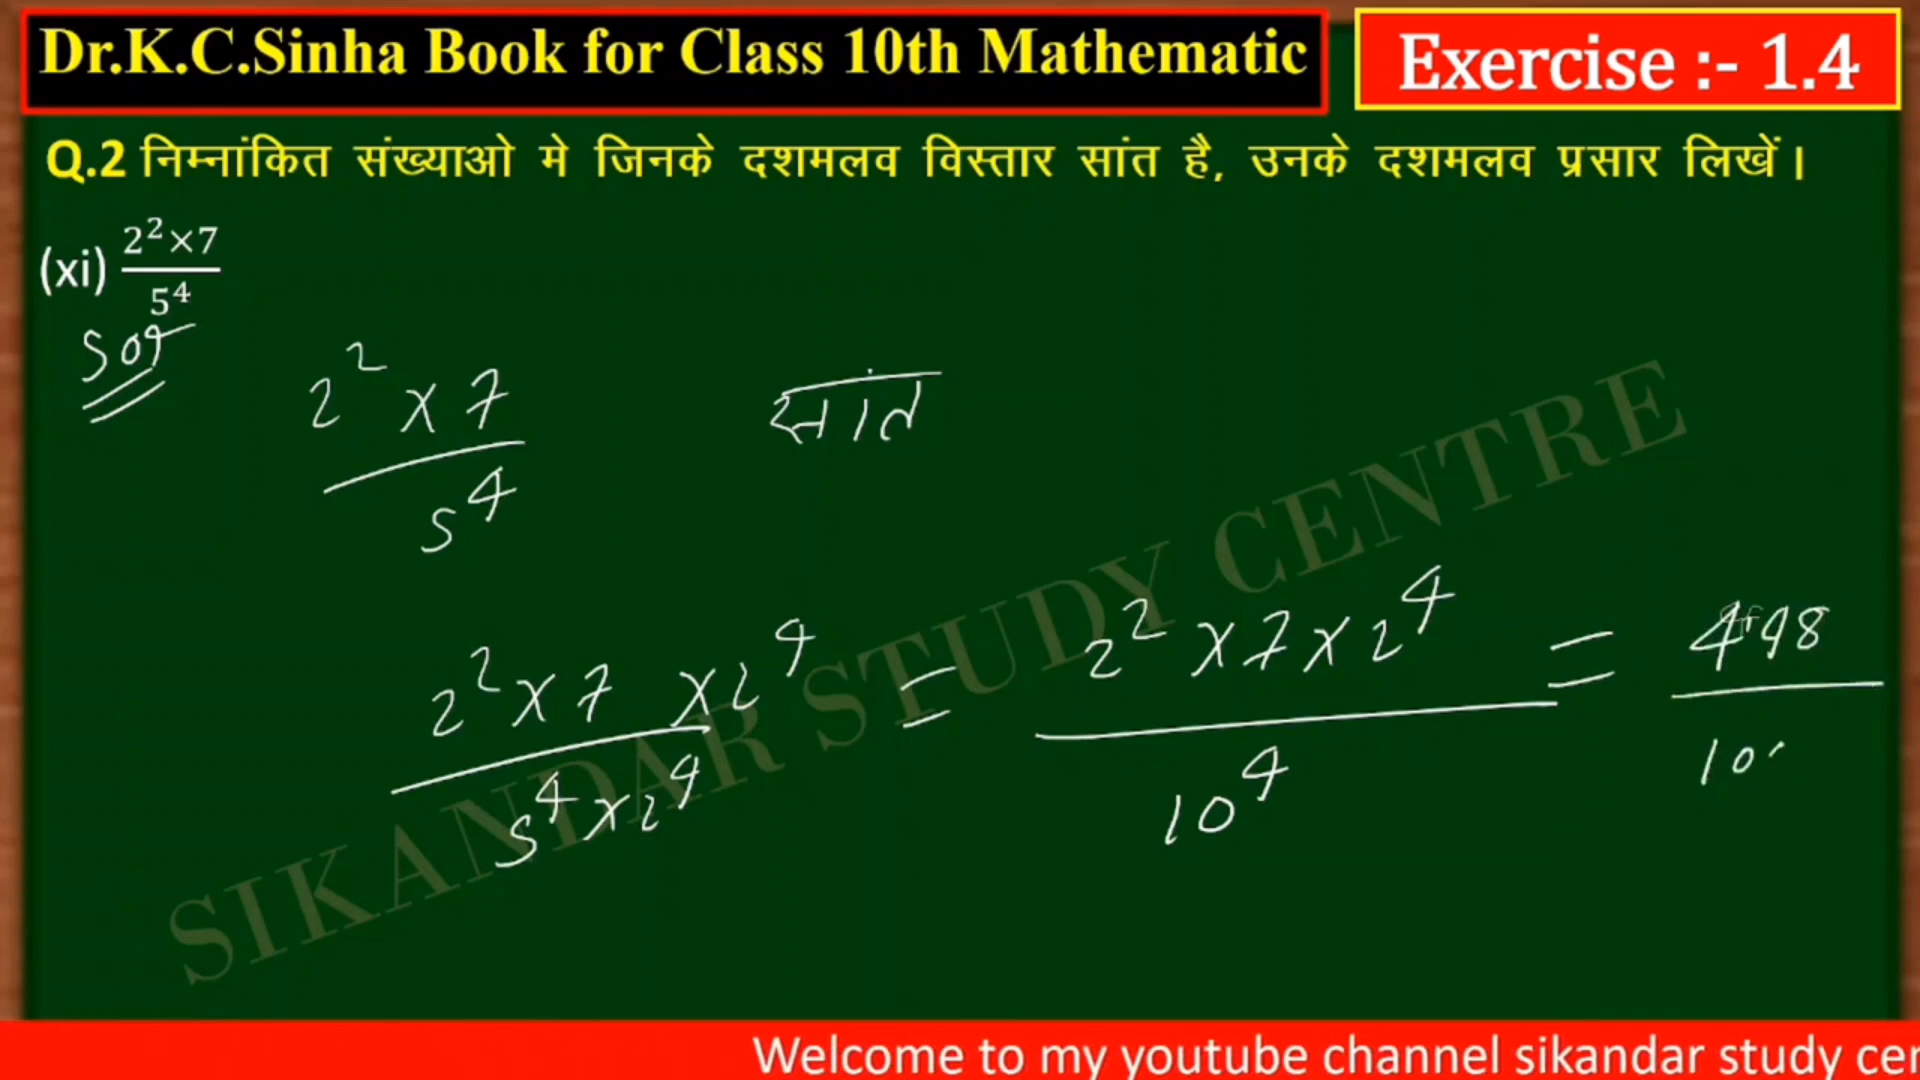 Dr.K.C.Sinha Book for Class 10th Mathematic
Exercise :- 1.4
Q.2 निम्नांकित संख्याओ मे जिनके दशमलव विस्तार सांत है, उनके दशमलव प्रसार लिखें।
(xi) 2²×7 / 5⁴
Sol
2² × 7 / 5⁴ सांत
2² × 7 × 2⁴ / 5⁴ × 2⁴ = 2² × 7 × 2⁴ / 10⁴ = 448 / 10
SIKANDAR STUDY CENTRE
Welcome to my youtube channel sikandar study cer